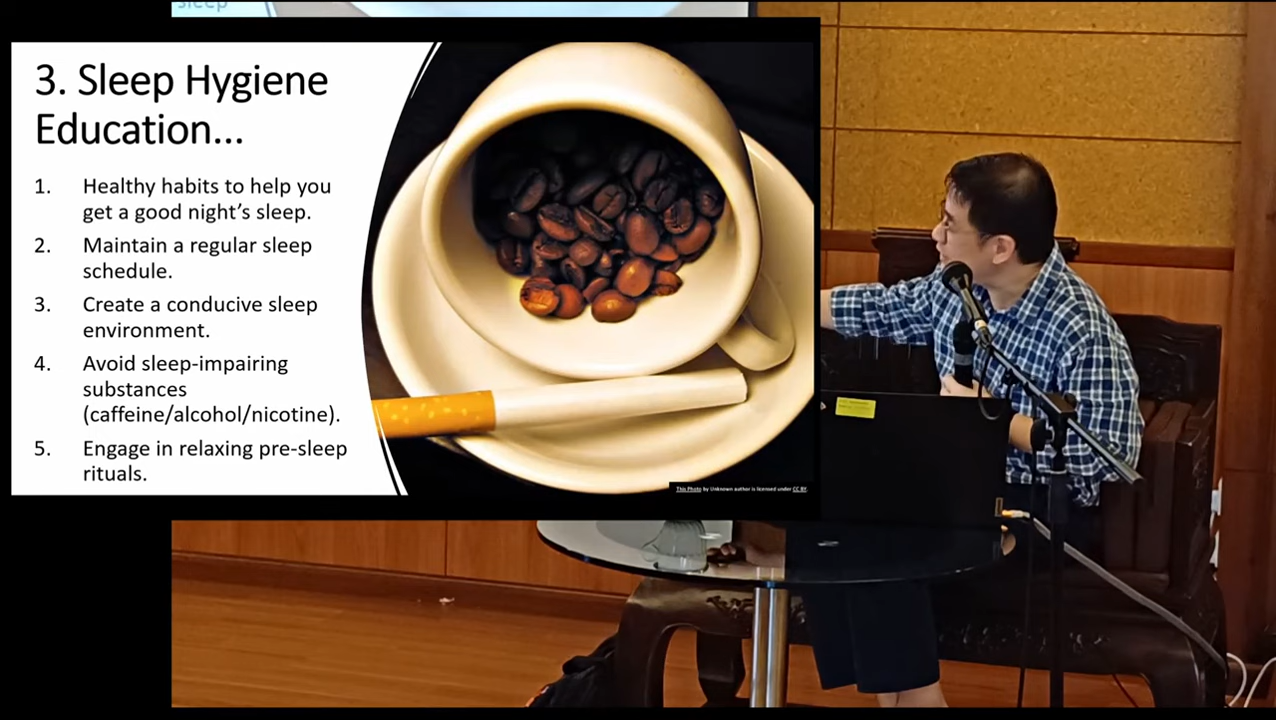 sleep
3. Sleep Hygiene
Education...
1. Healthy habits to help you
get a good night's sleep.
2. Maintain a regular sleep
schedule.
3. Create a conducive sleep
environment.
4. Avoid sleep-impairing
substances
(caffeine/alcohol/nicotine).
5. Engage in relaxing pre-sleep
rituals.
This Photo by Unknown author is licensed under CC BY.